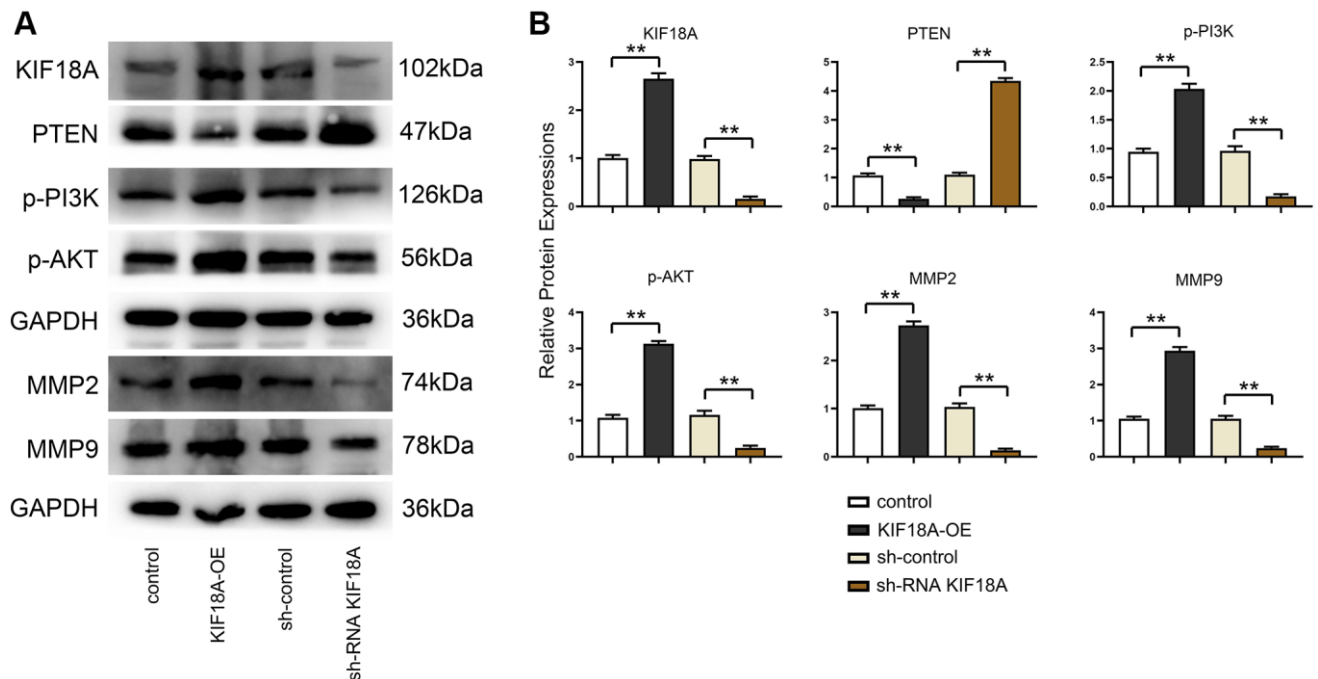 A
KIF18A 102kDa
PTEN 47kDa
p-PI3K 126kDa
p-AKT 56kDa
GAPDH 36kDa
MMP2 74kDa
MMP9 78kDa
GAPDH 36kDa
control
KIF18A-OE
sh-control
sh-RNA KIF18A
B
Relative Protein Expressions
KIF18A
3
2
1
0
**
**
PTEN
5
4
3
2
1
0
**
**
p-PI3K
2.5
2.0
1.5
1.0
0.5
0.0
**
**
p-AKT
4
3
2
1
0
**
**
MMP2
3
2
1
0
**
**
MMP9
4
3
2
1
0
**
**
control
KIF18A-OE
sh-control
sh-RNA KIF18A